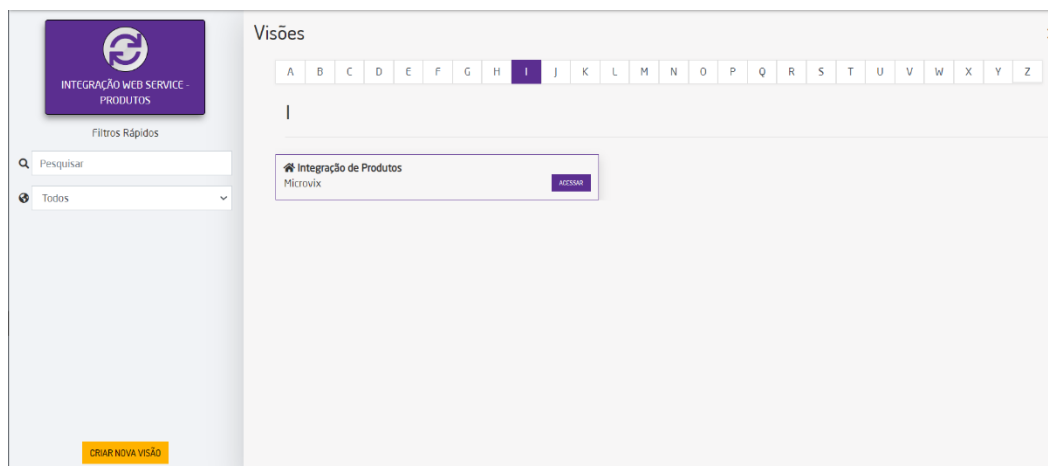 INTEGRAÇÃO WEB SERVICE -
PRODUTOS
Filtros Rápidos
Pesquisar
Todos
CRIAR NOVA VISÃO
Visões
A B C D E F G H I J K L M N O P Q R S T U V W X Y Z
I
Integração de Produtos
Microvix
ACESSAR